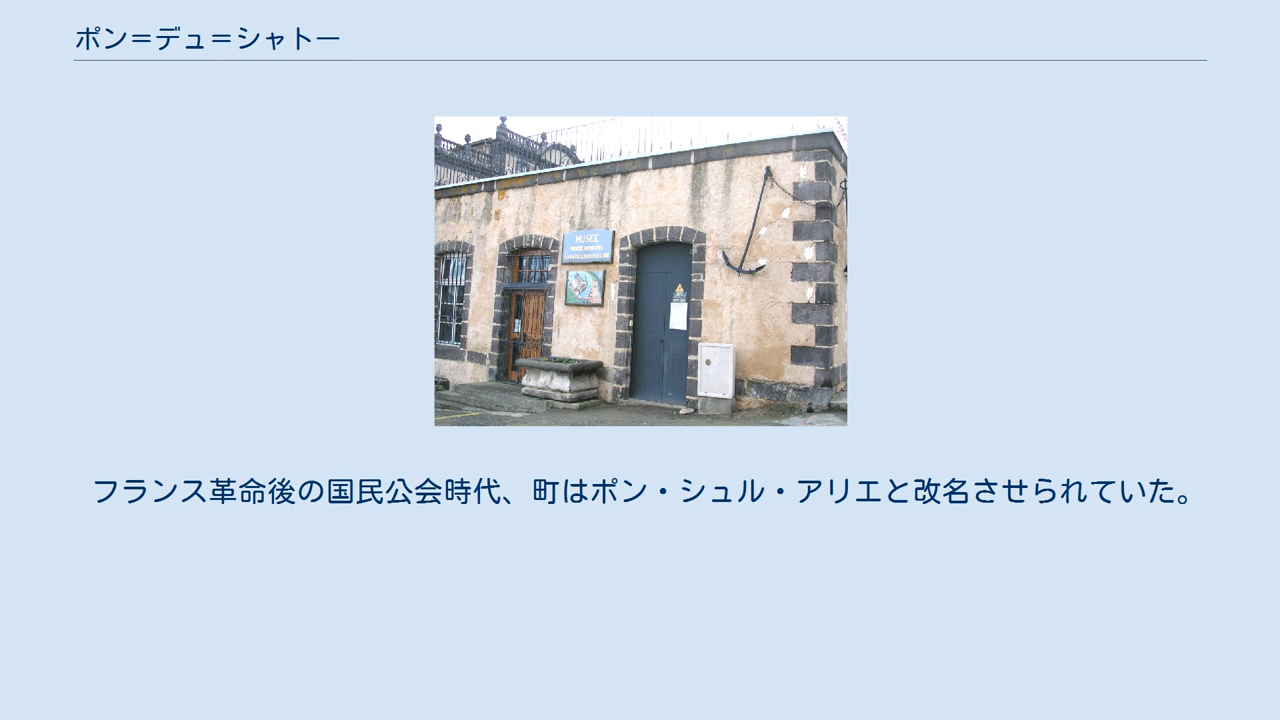 ポン＝デュ＝シャトー
MUSEE
フランス革命後の国民公会時代、町はポン・シュル・アリエと改名させられていた。